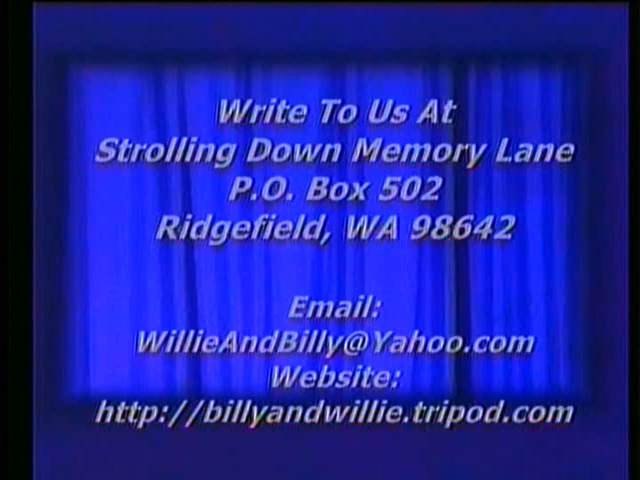 Write To Us At
Strolling Down Memory Lane
P.O. Box 502
Ridgefield, WA 98642
Email:
WillieAndBilly@Yahoo.com
Website:
http://billyandwillie.tripod.com